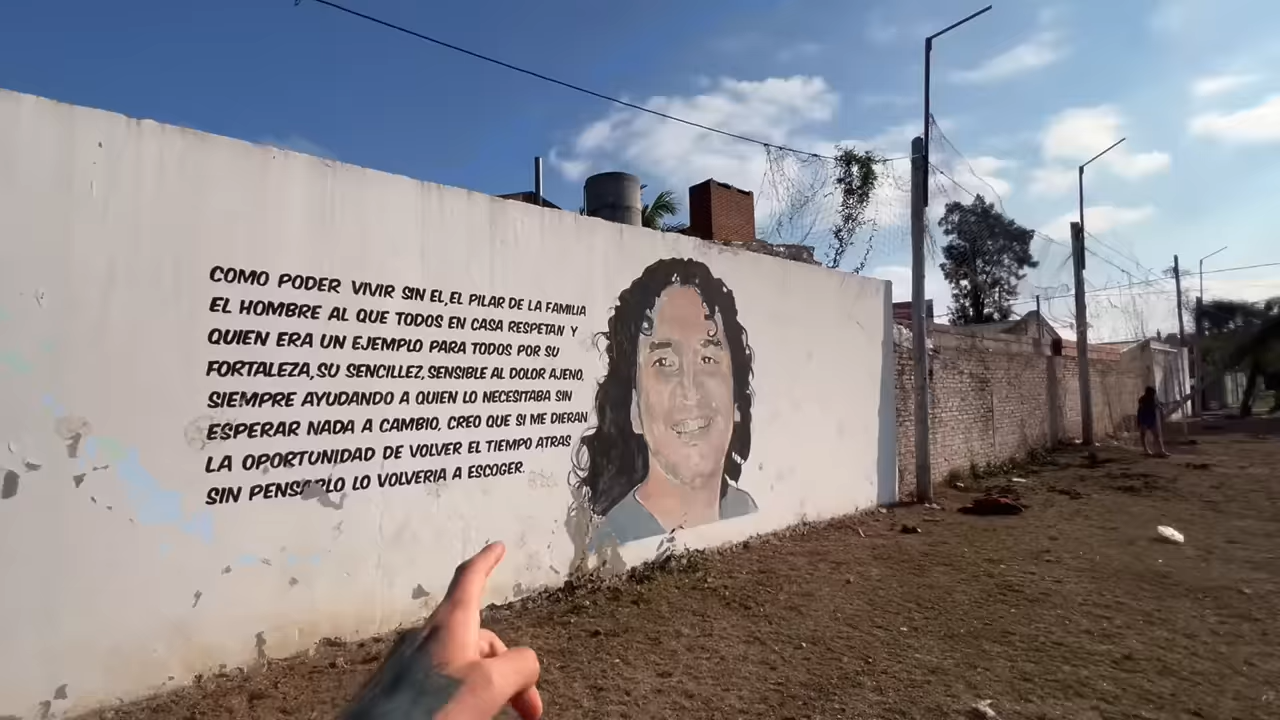 COMO PODER VIVIR SIN EL,EL PILAR DE LA FAMILIA
EL HOMBRE AL QUE TODOS EN CASA RESPETAN Y
QUIEN ERA UN EJEMPLO PARA TODOS POR SU
FORTALEZA,SU SENCILLEZ,SENSIBLE AL DOLOR AJENO,
SIEMPRE AYUDANDO A QUIEN LO NECESITABA SIN
ESPERAR NADA A CAMBIO, CREO QUE SI ME DIERAN
LA OPORTUNIDAD DE VOLVER EL TIEMPO ATRAS
SIN PENSARLO LO VOLVERIA A ESCOGER.